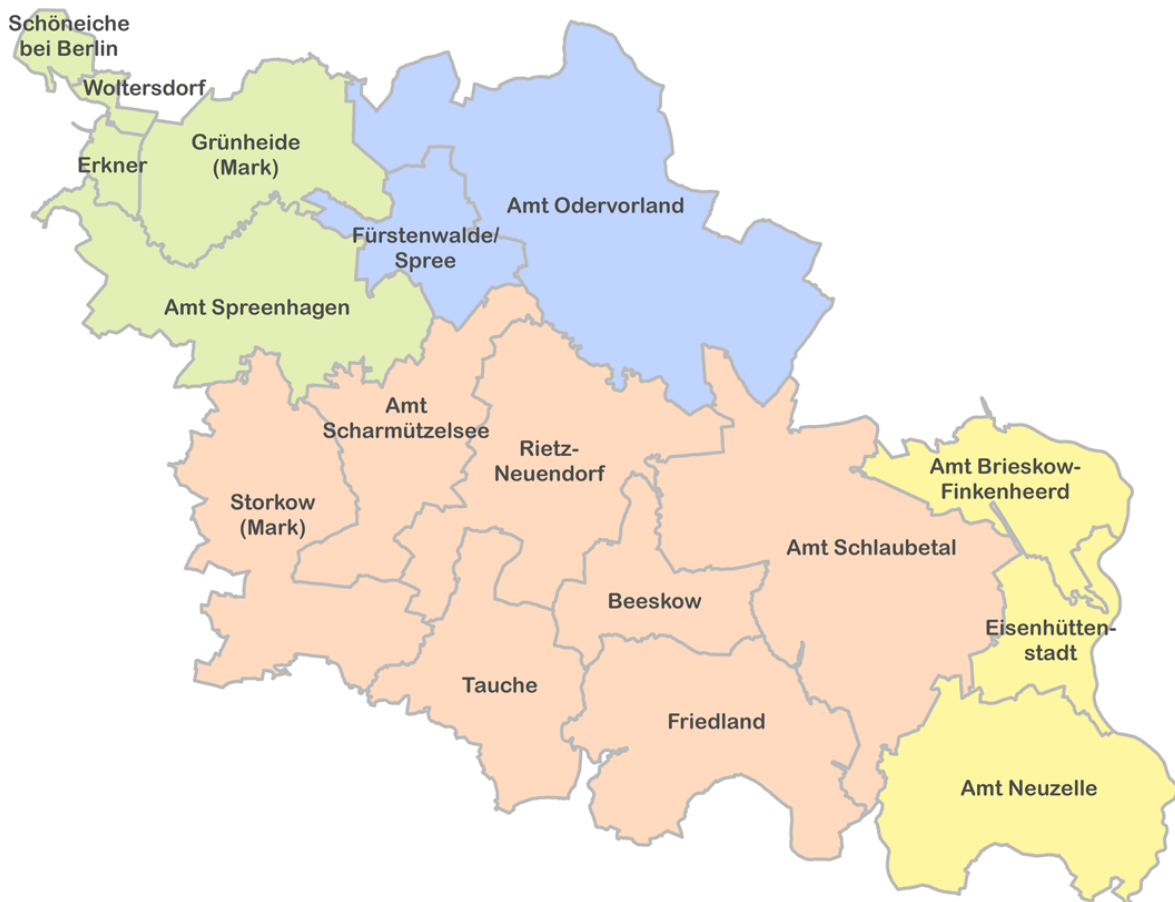 Schöneiche
bei Berlin
Woltersdorf
Grünheide
(Mark)
Erkner
Amt Odervorland
Fürstenwalde/
Spree
Amt Spreenhagen
Amt
Scharmützelsee
Rietz-
Neuendorf
Amt Brieskow-
Finkenheerd
Storkow
(Mark)
Amt Schlaubetal
Beeskow
Eisenhütten-
stadt
Tauche
Friedland
Amt Neuzelle